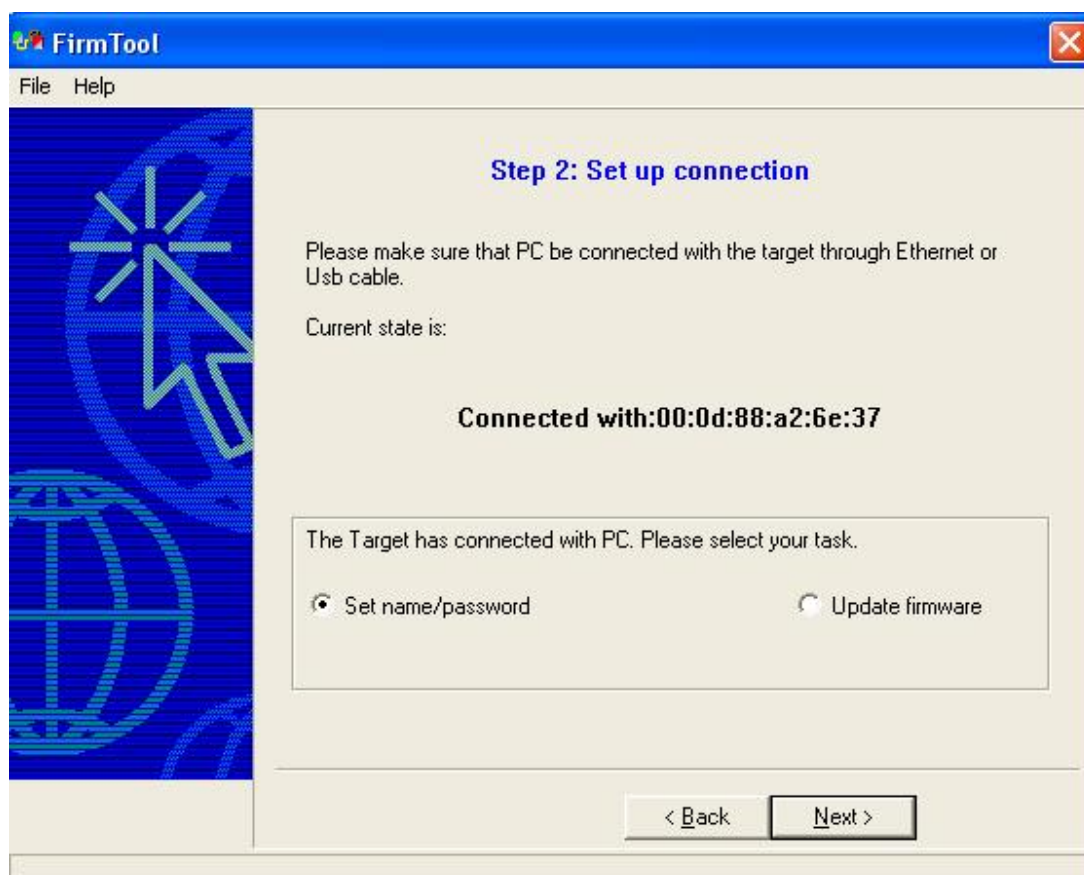 FirmTool
File Help
Step 2: Set up connection
Please make sure that PC be connected with the target through Ethernet or
Usb cable.
Current state is:
Connected with:00:0d:88:a2:6e:37
The Target has connected with PC. Please select your task.
Set name/password Update firmware
< Back Next >